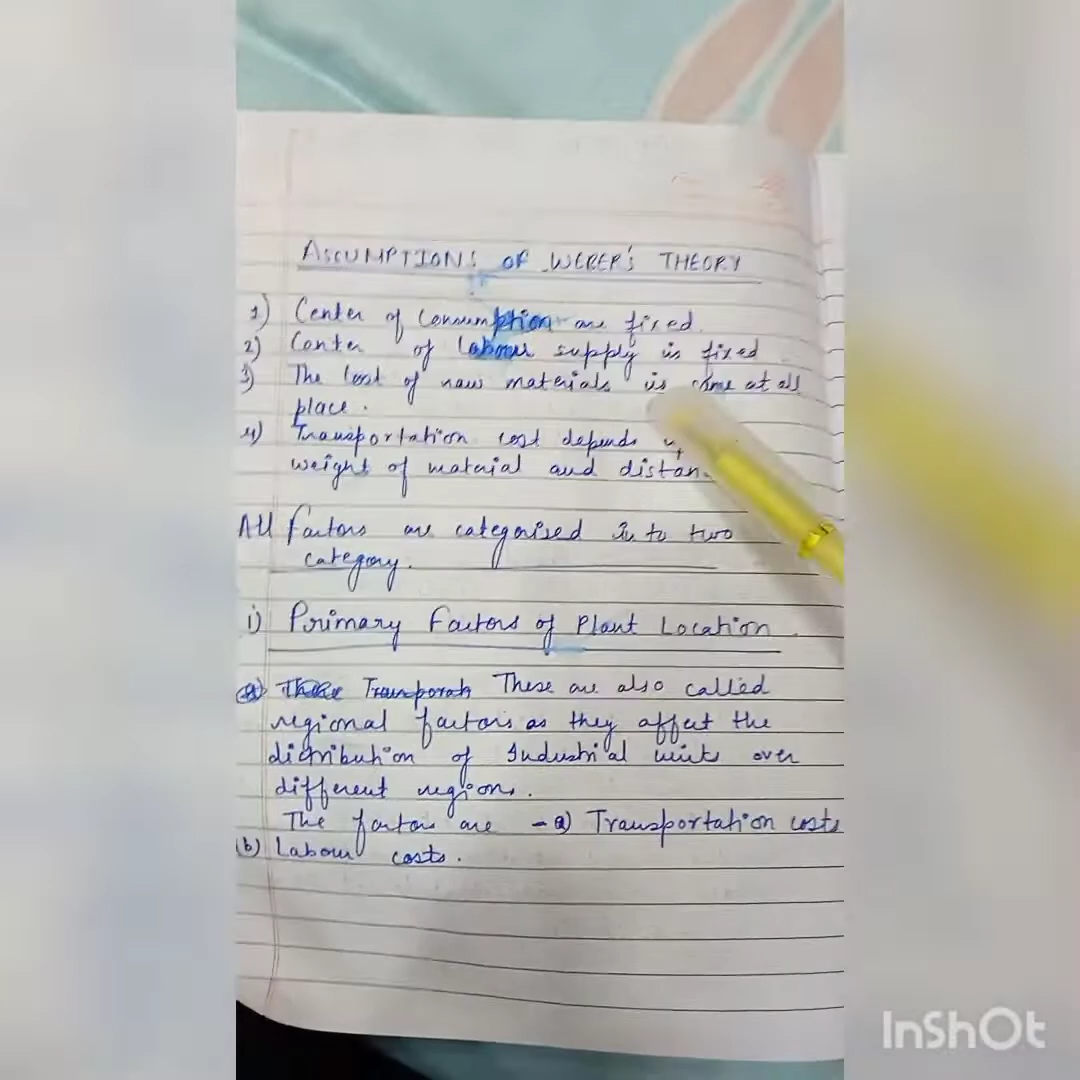 ASSUMPTIONS OF WEBER'S THEORY
1) Center of Consumption are fixed.
2) Center of labour supply is fixed.
3) The Cost of raw materials is same at all
place.
4) Transportation cost depends
weight of material and distan
All factors are categorised in to two
category.
i) Primary Factors of Plant Location.
These are also called
regional factors as they affect the
distribution of Industrial units over
different regions.
The factors are - a) Transportation costs
(b) Labour costs.
InShOt